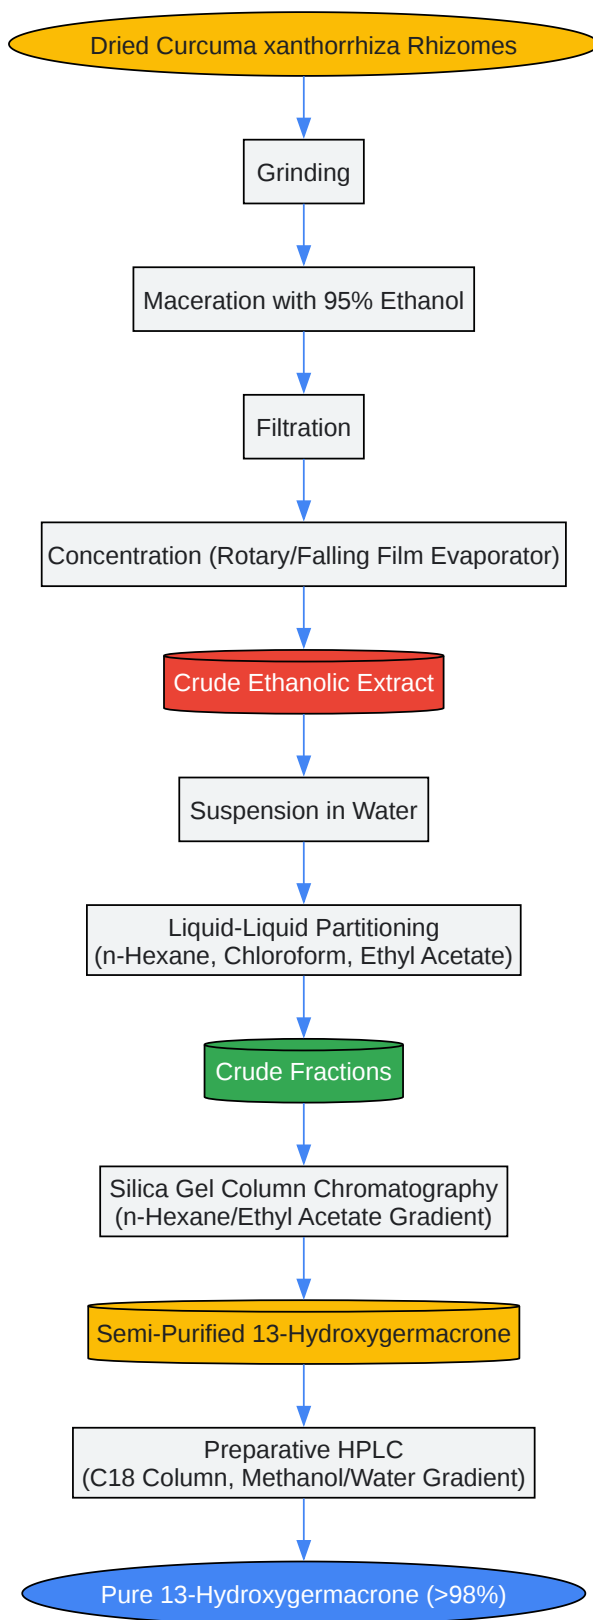 Dried Curcuma xanthorrhiza Rhizomes
Grinding
Maceration with 95% Ethanol
Filtration
Concentration (Rotary/Falling Film Evaporator)
Crude Ethanolic Extract
Suspension in Water
Liquid-Liquid Partitioning
(n-Hexane, Chloroform, Ethyl Acetate)
Crude Fractions
Silica Gel Column Chromatography
(n-Hexane/Ethyl Acetate Gradient)
Semi-Purified 13-Hydroxygermacrone
Preparative HPLC
(C18 Column, Methanol/Water Gradient)
Pure 13-Hydroxygermacrone (>98%)